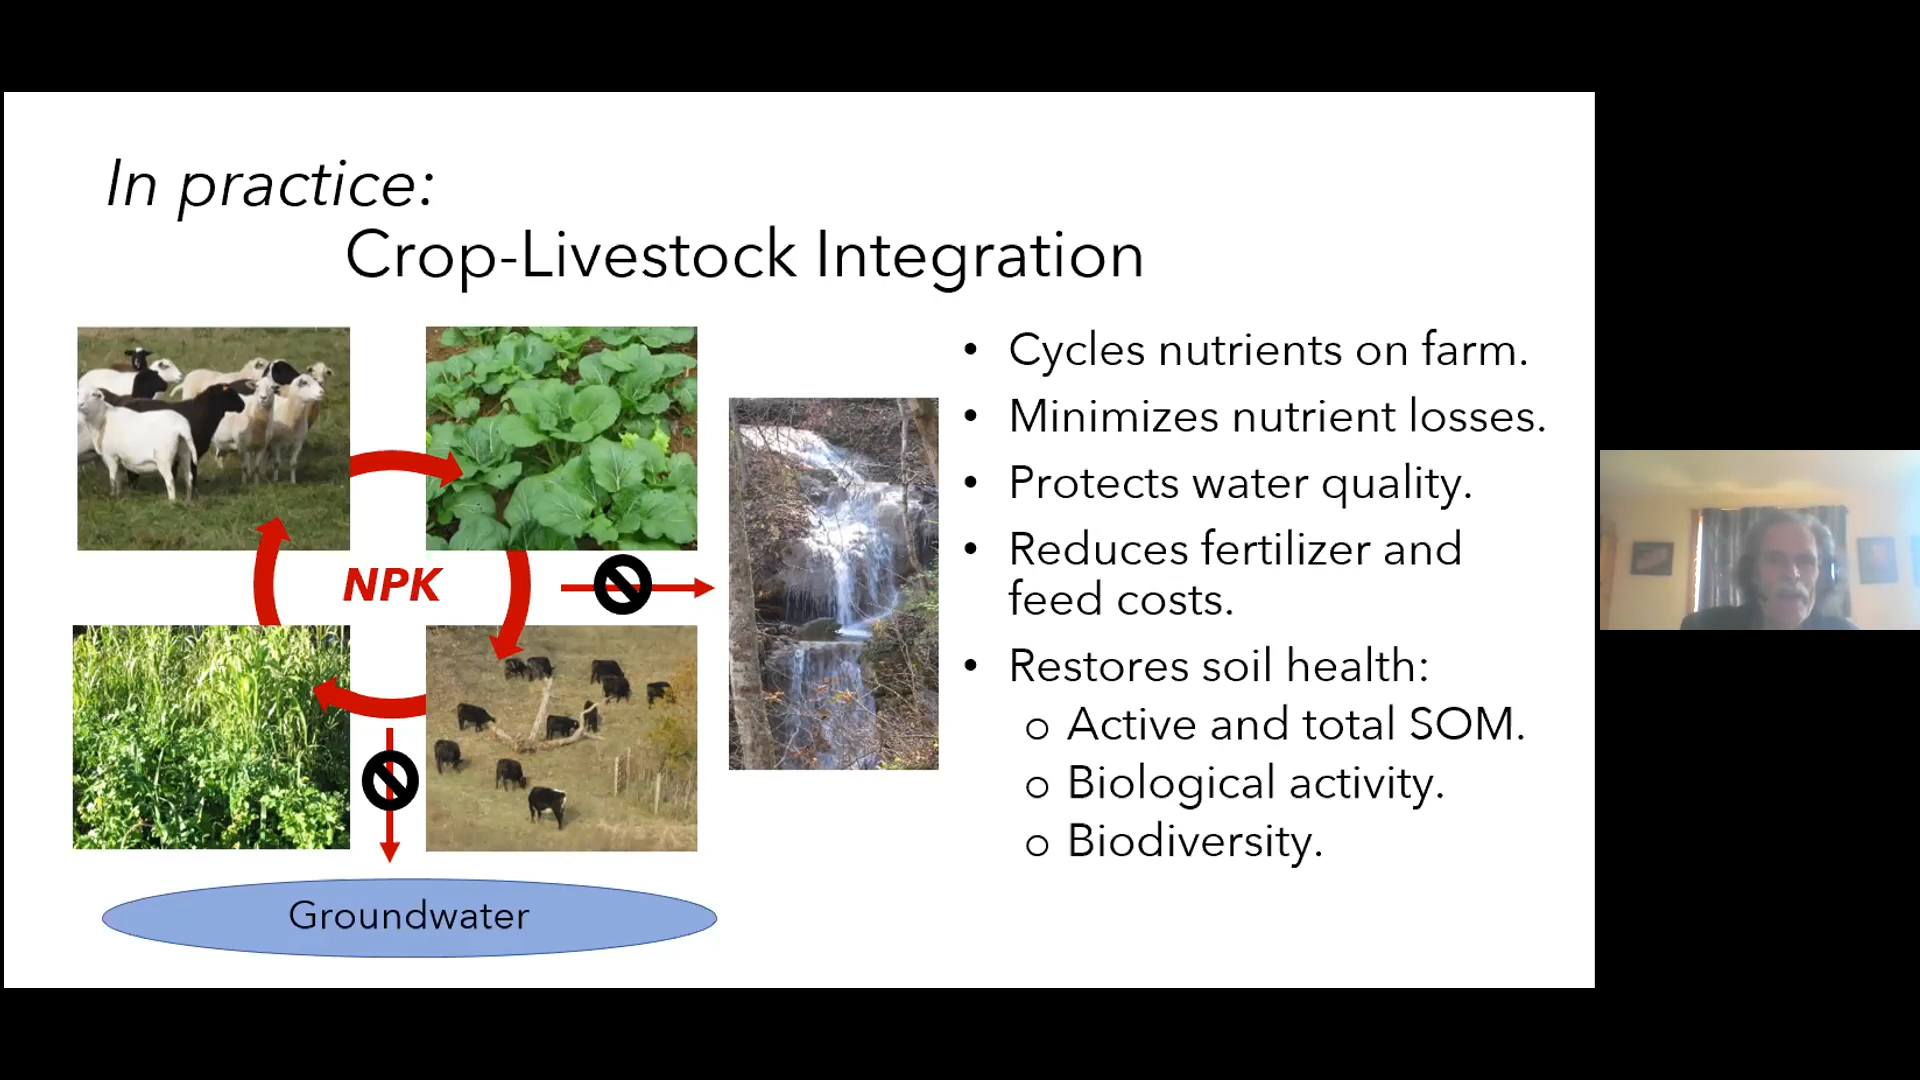 In practice:
Crop-Livestock Integration
NPK
Groundwater
• Cycles nutrients on farm.
• Minimizes nutrient losses.
• Protects water quality.
• Reduces fertilizer and
feed costs.
• Restores soil health:
o Active and total SOM.
o Biological activity.
o Biodiversity.